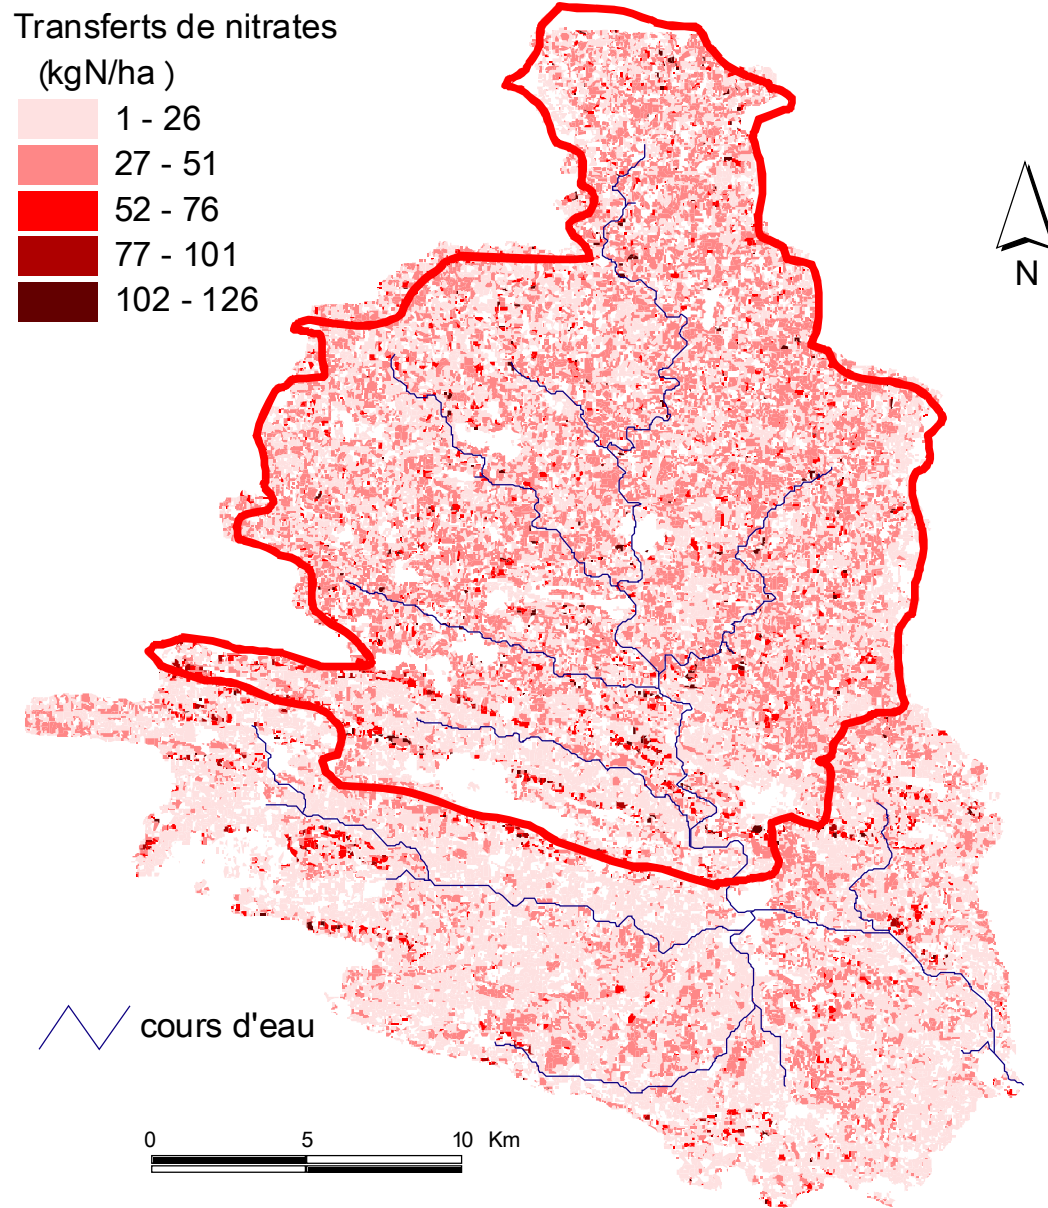 Transferts de nitrates
(kgN/ha )
1 - 26
27 - 51
52 - 76
77 - 101
102 - 126
N
cours d'eau
0 5 10 Km